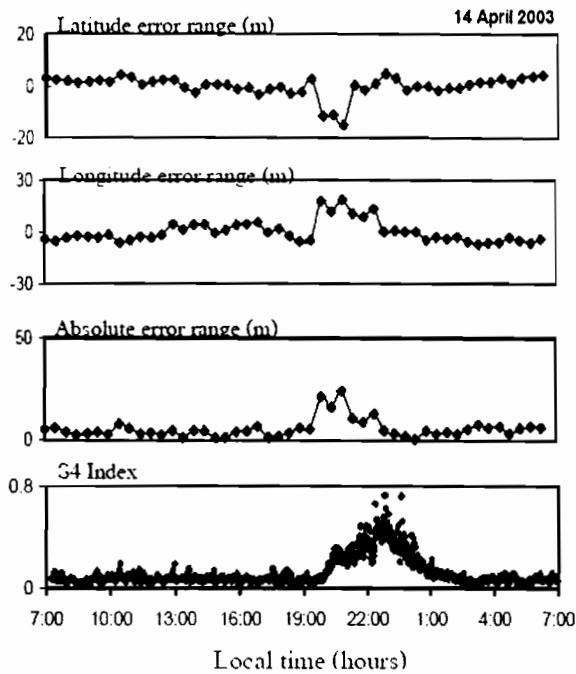 14 April 2003
Latitude error range (m)
20
0
-20
Longitude error range (m)
30
0
-30
Absolute error range (m)
50
0
S4 Index
0.8
0
7:00 10:00 13:00 16:00 19:00 22:00 1:00 4:00 7:00
Local time (hours)